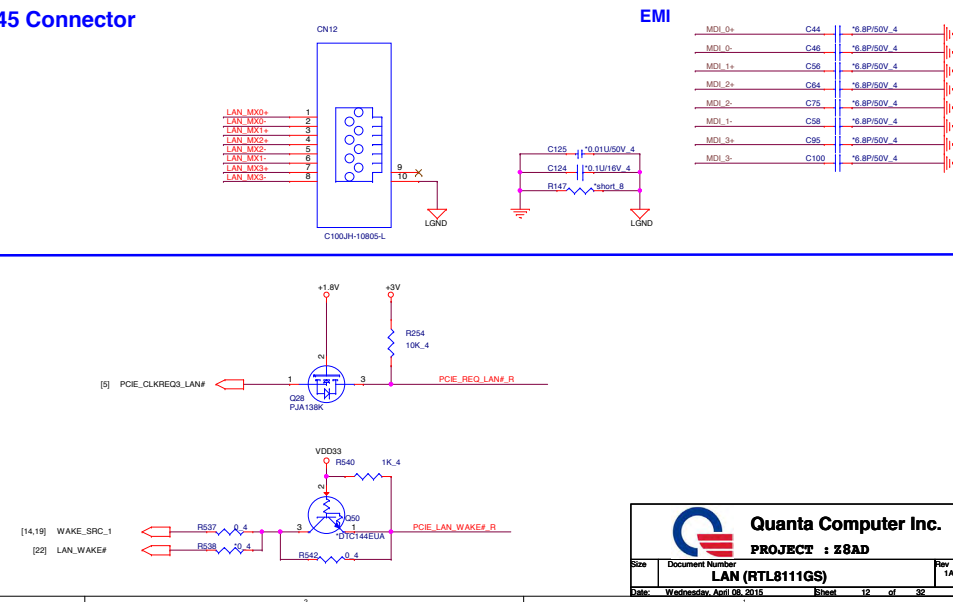 45 Connector
EMI
CN12
LAN_MX0+ 1
LAN_MX0- 2
LAN_MX1+ 3
LAN_MX2+ 4
LAN_MX2- 5
LAN_MX1- 6
LAN_MX3+ 7
LAN_MX3- 8
9
10
LGND
C100JH-10805-L
C125 *0.01U/50V_4
C124 *0.1U/16V_4
R147 *short_8
LGND
MDI_0+ C44 *6.8P/50V_4
MDI_0- C46 *6.8P/50V_4
MDI_1+ C56 *6.8P/50V_4
MDI_2+ C64 *6.8P/50V_4
MDI_2- C75 *6.8P/50V_4
MDI_1- C58 *6.8P/50V_4
MDI_3+ C95 *6.8P/50V_4
MDI_3- C100 *6.8P/50V_4
+1.8V
+3V
R254
10K_4
2
[5] PCIE_CLKREQ3_LAN# 1 3 PCIE_REQ_LAN#_R
Q28
PJA138K
VDD33
R540 1K_4
2
Q50
[14,19] WAKE_SRC_1 R537 0_4 3 1 PCIE_LAN_WAKE#_R
*DTC144EUA
[22] LAN_WAKE# R538 *0_4
R542 0_4
Quanta Computer Inc.
PROJECT : Z8AD
Size Document Number Rev
LAN (RTL8111GS) 1A
Date: Wednesday, April 08, 2015 Sheet 12 of 32